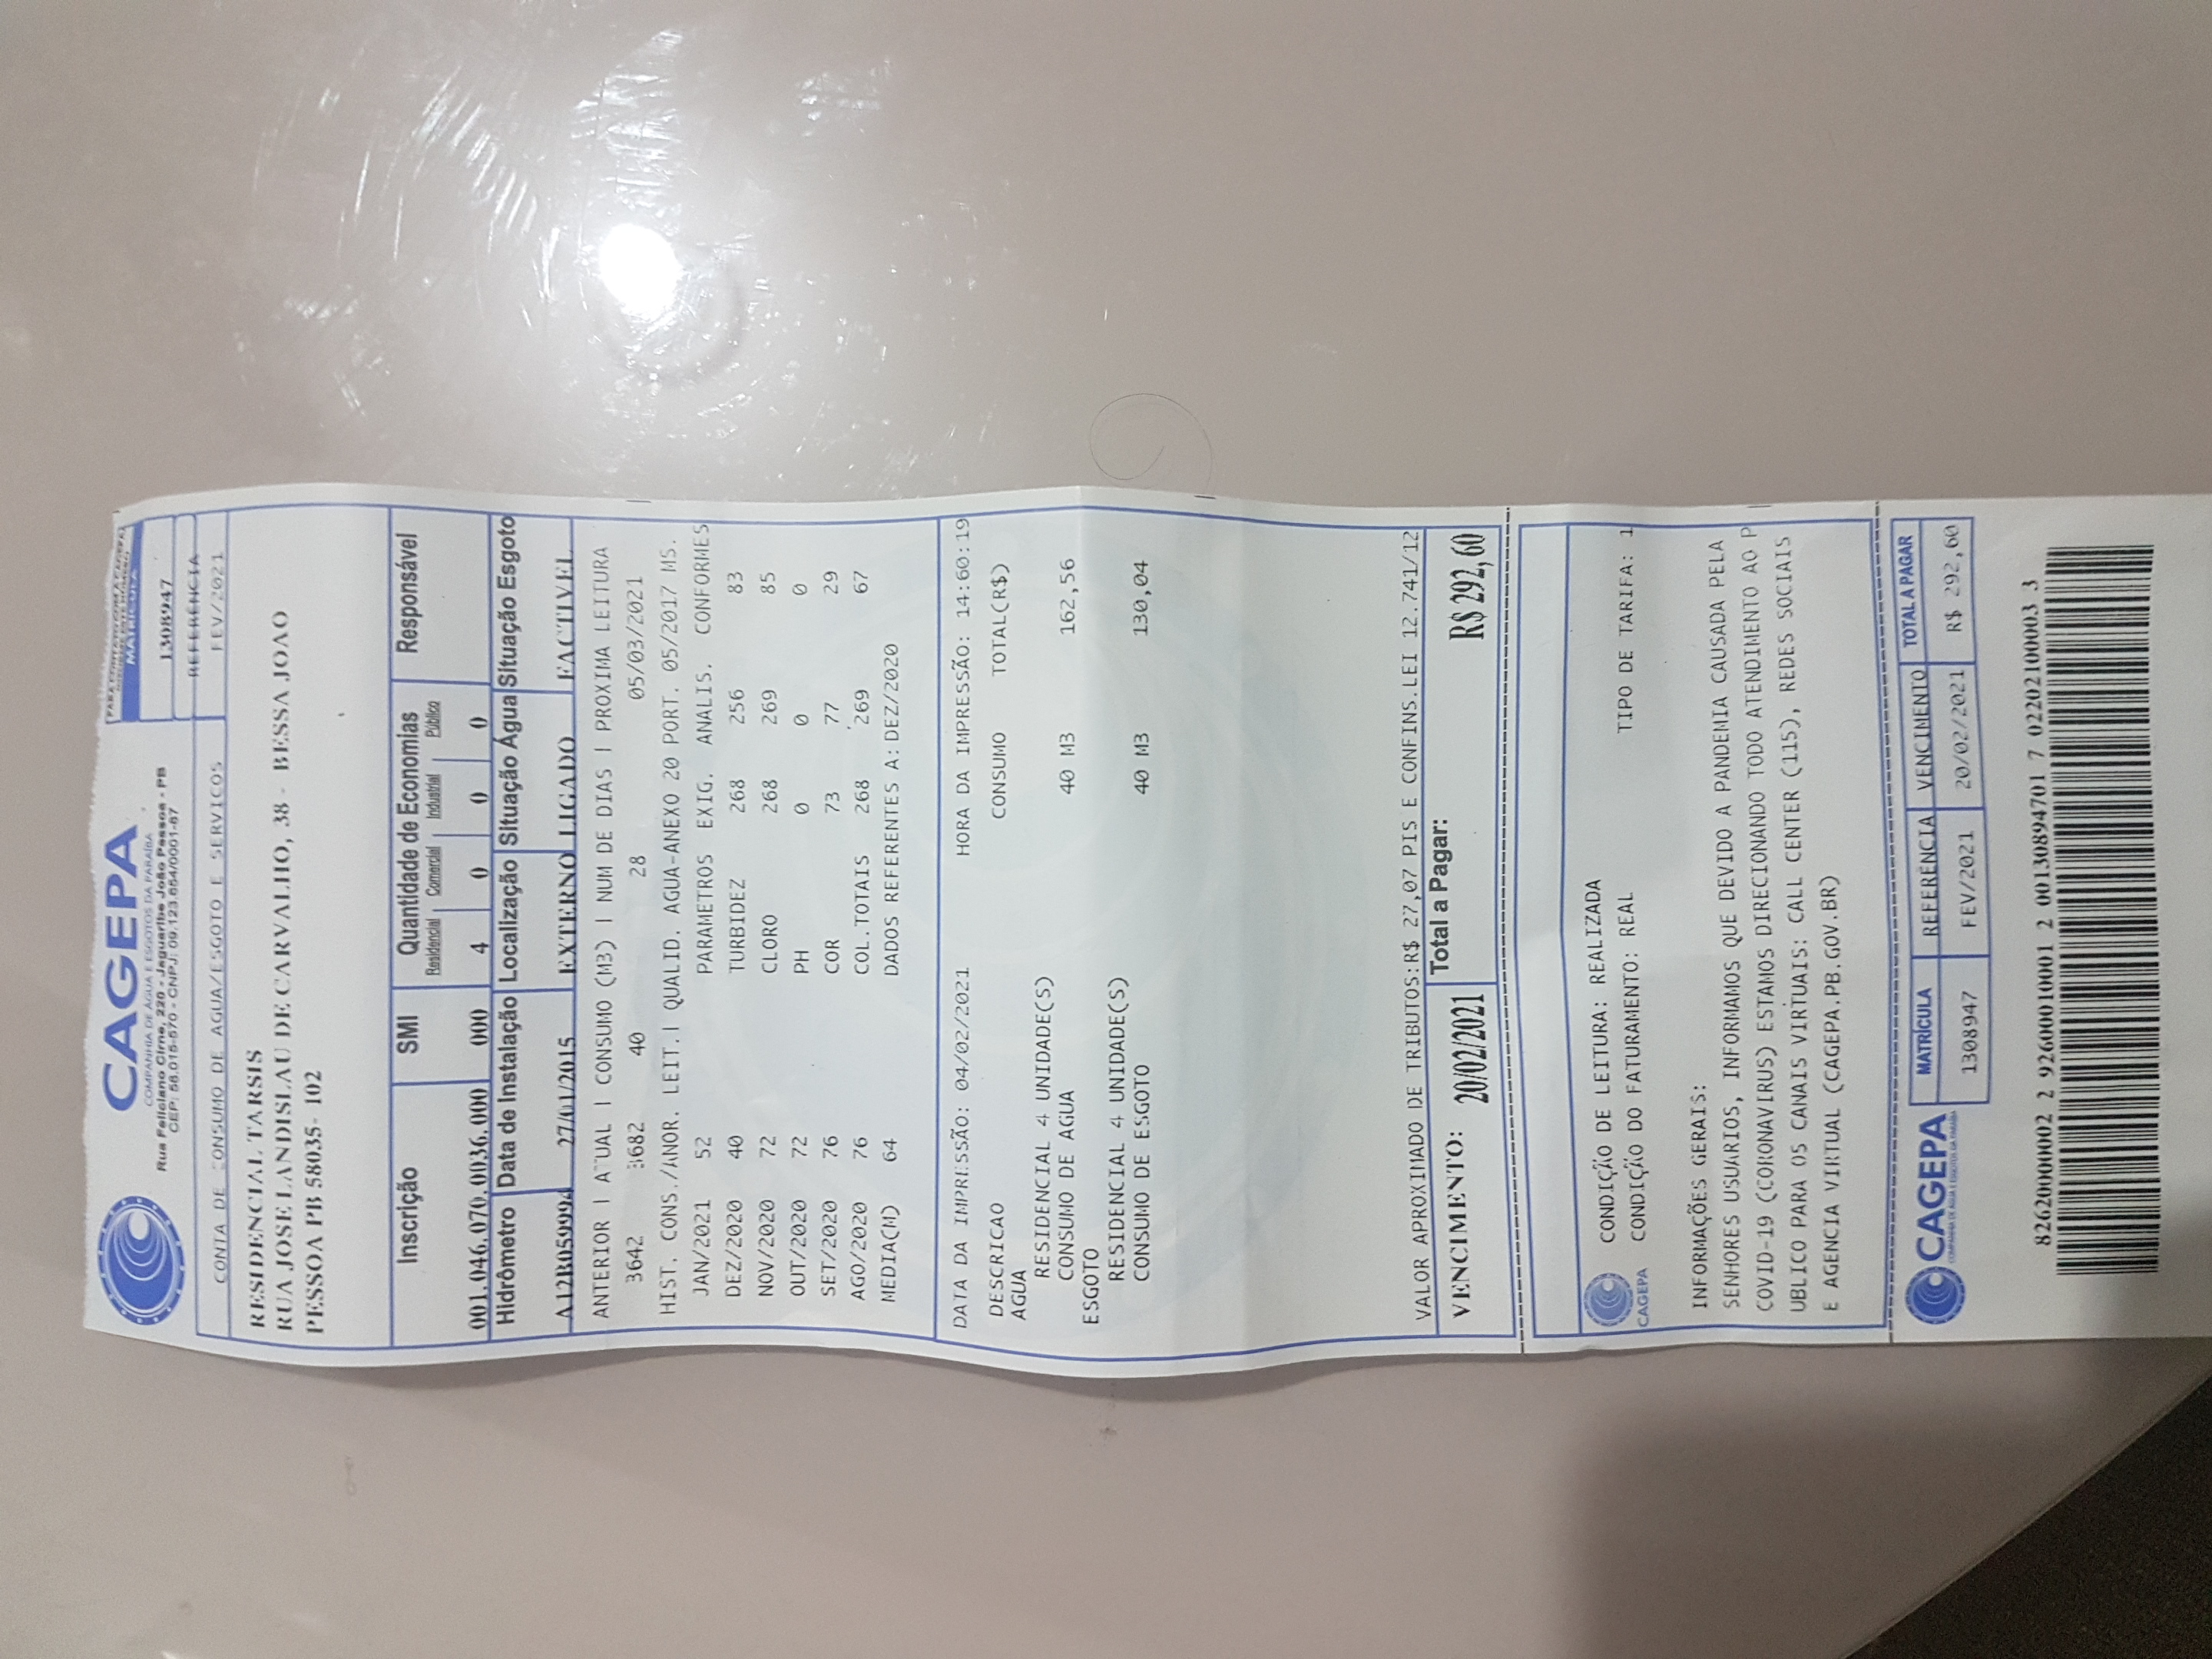 CAGEPA
COMPANHIA DE ÁGUA E ESGOTOS DA PARAÍBA
Rua Feliciano Cirne, 220 - Jaguaribe João Pessoa - PB
CEP: 58.015-570 - CNPJ: 09.123.654/0001-87
PARA CONTATO COM A CAGEPA
MATRÍCULA
1308947
REFERÊNCIA
CONTA DE CONSUMO DE AGUA/ESGOTO E SERVICOS FEV/2021
RESIDENCIAL TARSIS
RUA JOSE LANDISLAU DE CARVALHO, 38 - BESSA JOAO
PESSOA PB 58035- 102
Inscrição SMI Quantidade de Economias Responsável
Residencial Comercial Industrial Público
001.046.070.0036.000 000 4 0 0 0
Hidrômetro Data de Instalação Localização Situação Água Situação Esgoto
A12B059994 27/01/2015 EXTERNO LIGADO FACTIVEL
ANTERIOR | ATUAL | CONSUMO (M3) | NUM DE DIAS | PROXIMA LEITURA
3642 3682 40 28 05/03/2021
HIST. CONS./ANOR. LEIT.| QUALID. AGUA-ANEXO 20 PORT. 05/2017 MS.
JAN/2021 52 PARAMETROS EXIG. ANALIS. CONFORMES
DEZ/2020 40 TURBIDEZ 268 256 83
NOV/2020 72 CLORO 268 269 85
OUT/2020 72 PH 0 0 0
SET/2020 76 COR 73 77 29
AGO/2020 76 COL.TOTAIS 268 269 67
MEDIA(M) 64 DADOS REFERENTES A: DEZ/2020
DATA DA IMPRESSÃO: 04/02/2021 HORA DA IMPRESSÃO: 14:60:19
DESCRICAO CONSUMO TOTAL(R$)
AGUA
RESIDENCIAL 4 UNIDADE(S)
CONSUMO DE AGUA 40 M3 162,56
ESGOTO
RESIDENCIAL 4 UNIDADE(S)
CONSUMO DE ESGOTO 40 M3 130,04
VALOR APROXIMADO DE TRIBUTOS:R$ 27,07 PIS E CONFINS.LEI 12.741/12
VENCIMENTO: 20/02/2021 Total a Pagar: R$ 292,60
CONDIÇÃO DE LEITURA: REALIZADA
CONDIÇÃO DO FATURAMENTO: REAL TIPO DE TARIFA: 1
CAGEPA
INFORMAÇÕES GERAIS:
SENHORES USUARIOS, INFORMAMOS QUE DEVIDO A PANDEMIA CAUSADA PELA
COVID-19 (CORONAVIRUS) ESTAMOS DIRECIONANDO TODO ATENDIMENTO AO P
UBLICO PARA OS CANAIS VIRTUAIS: CALL CENTER (115), REDES SOCIAIS
E AGENCIA VIRTUAL (CAGEPA.PB.GOV.BR)
CAGEPA
COMPANHIA DE ÁGUA E ESGOTOS DA PARAÍBA
MATRÍCULA REFERÊNCIA VENCIMENTO TOTAL A PAGAR
1308947 FEV/2021 20/02/2021 R$ 292,60
82620000002 2 92600010001 2 00130894701 7 02202100003 3